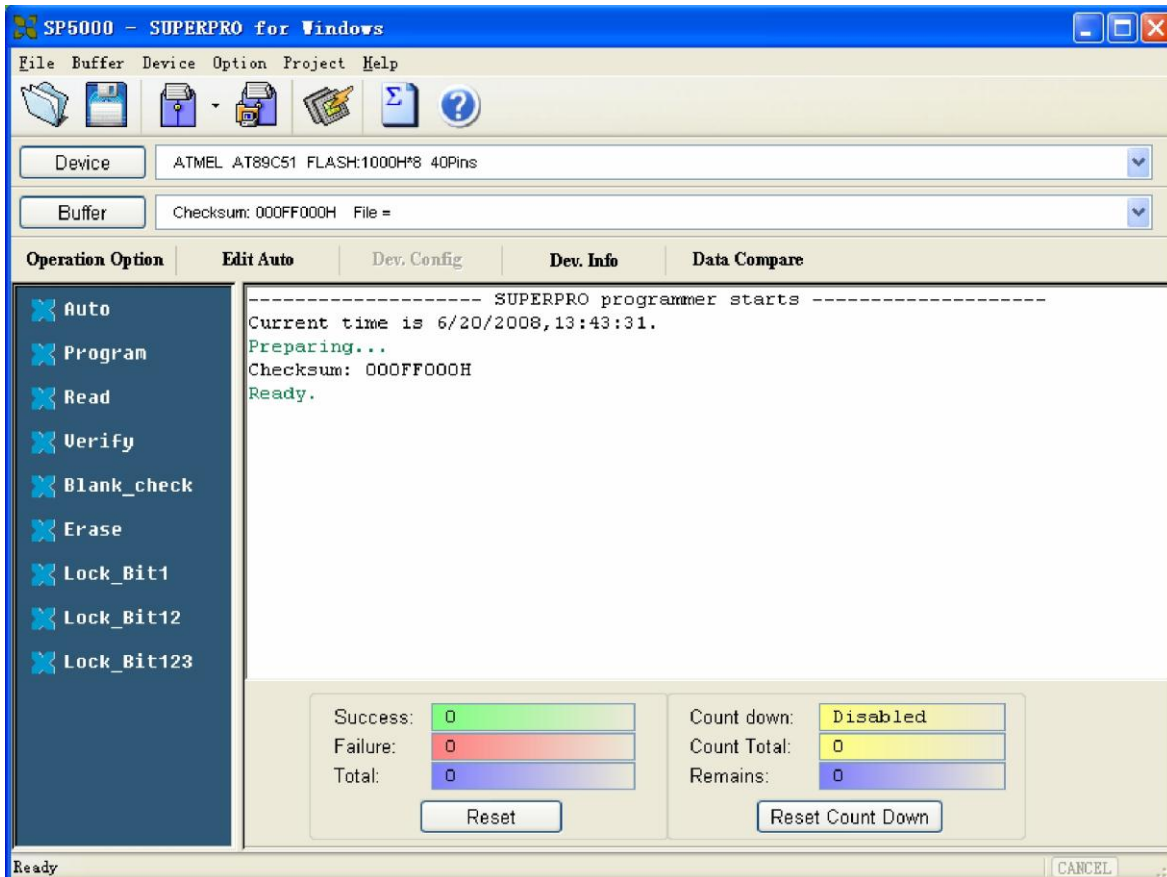 SP5000 - SUPERPRO for Windows
File Buffer Device Option Project Help
Σ ?
Device ATMEL AT89C51 FLASH:1000H*8 40Pins
Buffer Checksum: 000FF000H File =
Operation Option Edit Auto Dev. Config Dev. Info Data Compare
Auto
Program
Read
Verify
Blank_check
Erase
Lock_Bit1
Lock_Bit12
Lock_Bit123
-------------------- SUPERPRO programmer starts --------------------
Current time is 6/20/2008,13:43:31.
Preparing...
Checksum: 000FF000H
Ready.
Success: 0
Failure: 0
Total: 0
Reset
Count down: Disabled
Count Total: 0
Remains: 0
Reset Count Down
Ready CANCEL